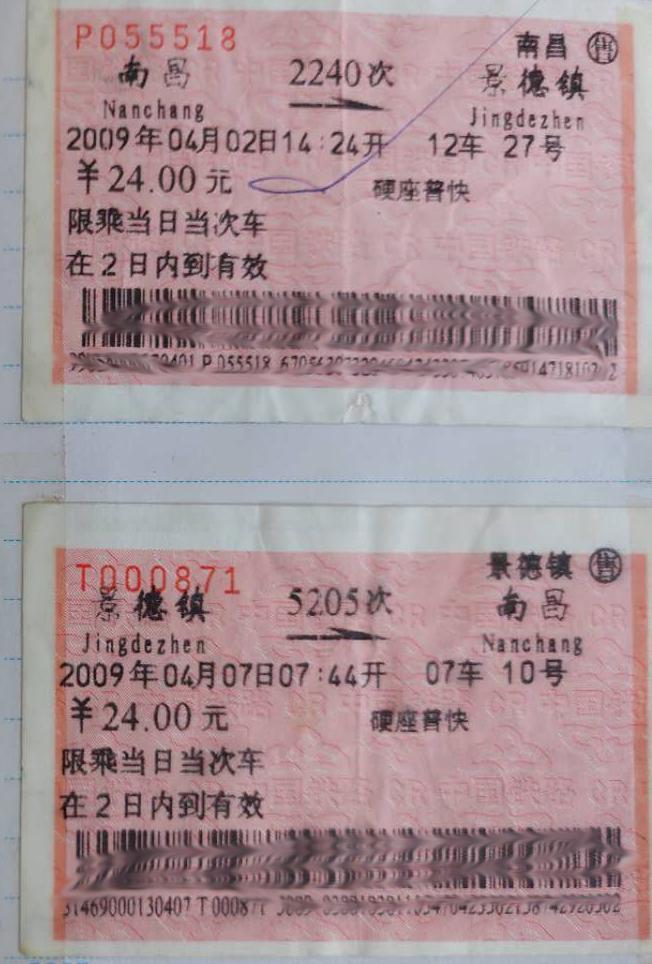 P055518
南昌 售
南昌 2240次 景德镇
Nanchang Jingdezhen
2009年04月02日14:24开 12车 27号
¥24.00元 硬座普快
限乘当日当次车
在2日内到有效
P 055518
景德镇 售
T000871
景德镇 5205次 南昌
Jingdezhen Nanchang
2009年04月07日07:44开 07车 10号
¥24.00元 硬座普快
限乘当日当次车
在2日内到有效
31469000130407 T 000871